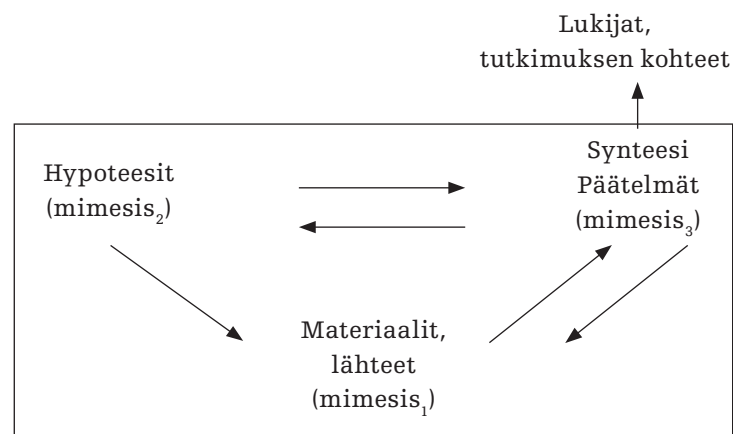 Lukijat,
tutkimuksen kohteet
Hypoteesit
(mimesis₂)
Synteesi
Päätelmät
(mimesis₃)
Materiaalit,
lähteet
(mimesis₁)